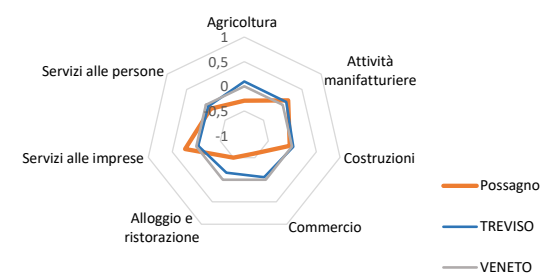 Agricoltura
1
0,5
0
0,5
-1
Attività
manifatturiere
Costruzioni
Commercio
Alloggio e
ristorazione
Servizi alle imprese
Servizi alle persone
Possagno
TREVISO
VENETO